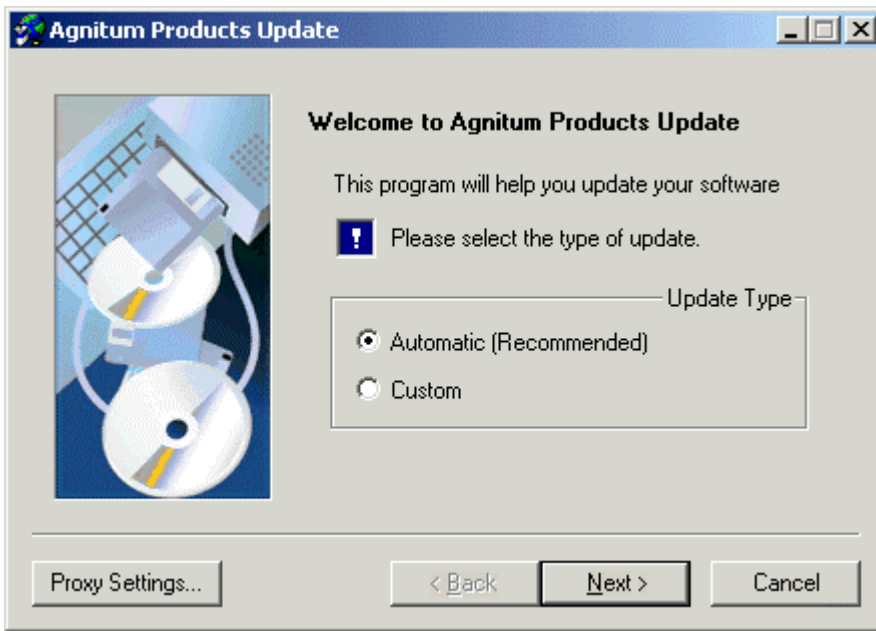 Agnitum Products Update
Welcome to Agnitum Products Update
This program will help you update your software
! Please select the type of update.
Update Type
Automatic (Recommended)
Custom
Proxy Settings... < Back Next > Cancel